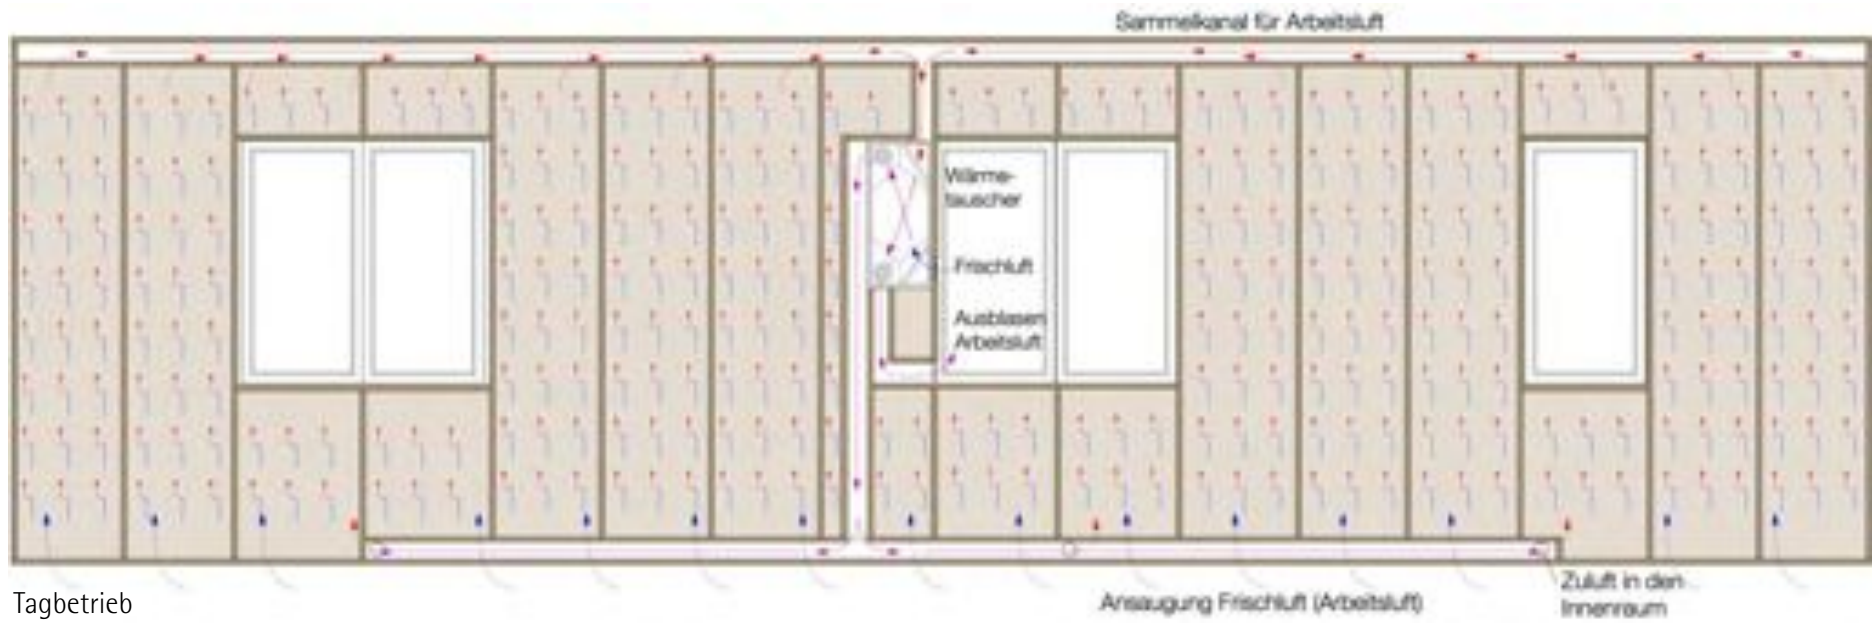 Sammelkanal für Arbeitsluft
Wärme-
tauscher
Frischluft
Ausblasen
Arbeitsluft
Zuluft in den
Innenraum
Ansaugung Frischluft (Arbeitsluft)
Tagbetrieb